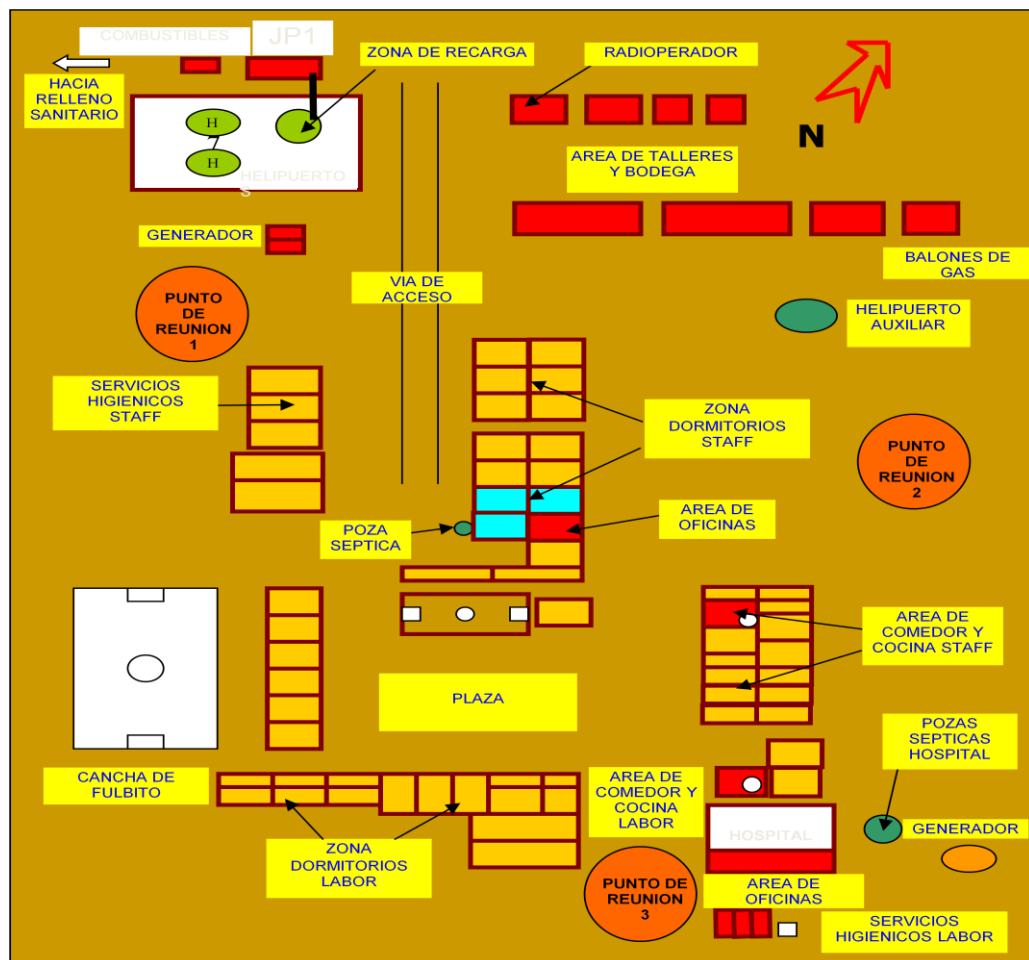 COMBUSTIBLES
JP1
ZONA DE RECARGA
RADIOPERADOR
HACIA
RELLENO
SANITARIO
N
H
H
HELIPUERTO
S
AREA DE TALLERES
Y BODEGA
GENERADOR
VIA DE
ACCESO
BALONES DE
GAS
PUNTO
DE
REUNION
1
HELIPUERTO
AUXILIAR
SERVICIOS
HIGIENICOS
STAFF
ZONA
DORMITORIOS
STAFF
PUNTO
DE
REUNION
2
POZA
SEPTICA
AREA DE
OFICINAS
AREA DE
COMEDOR Y
COCINA STAFF
PLAZA
POZAS
SEPTICAS
HOSPITAL
CANCHA DE
FULBITO
AREA DE
COMEDOR Y
COCINA
LABOR
HOSPITAL
GENERADOR
ZONA
DORMITORIOS
LABOR
PUNTO DE
REUNION
3
AREA DE
OFICINAS
SERVICIOS
HIGIENICOS LABOR